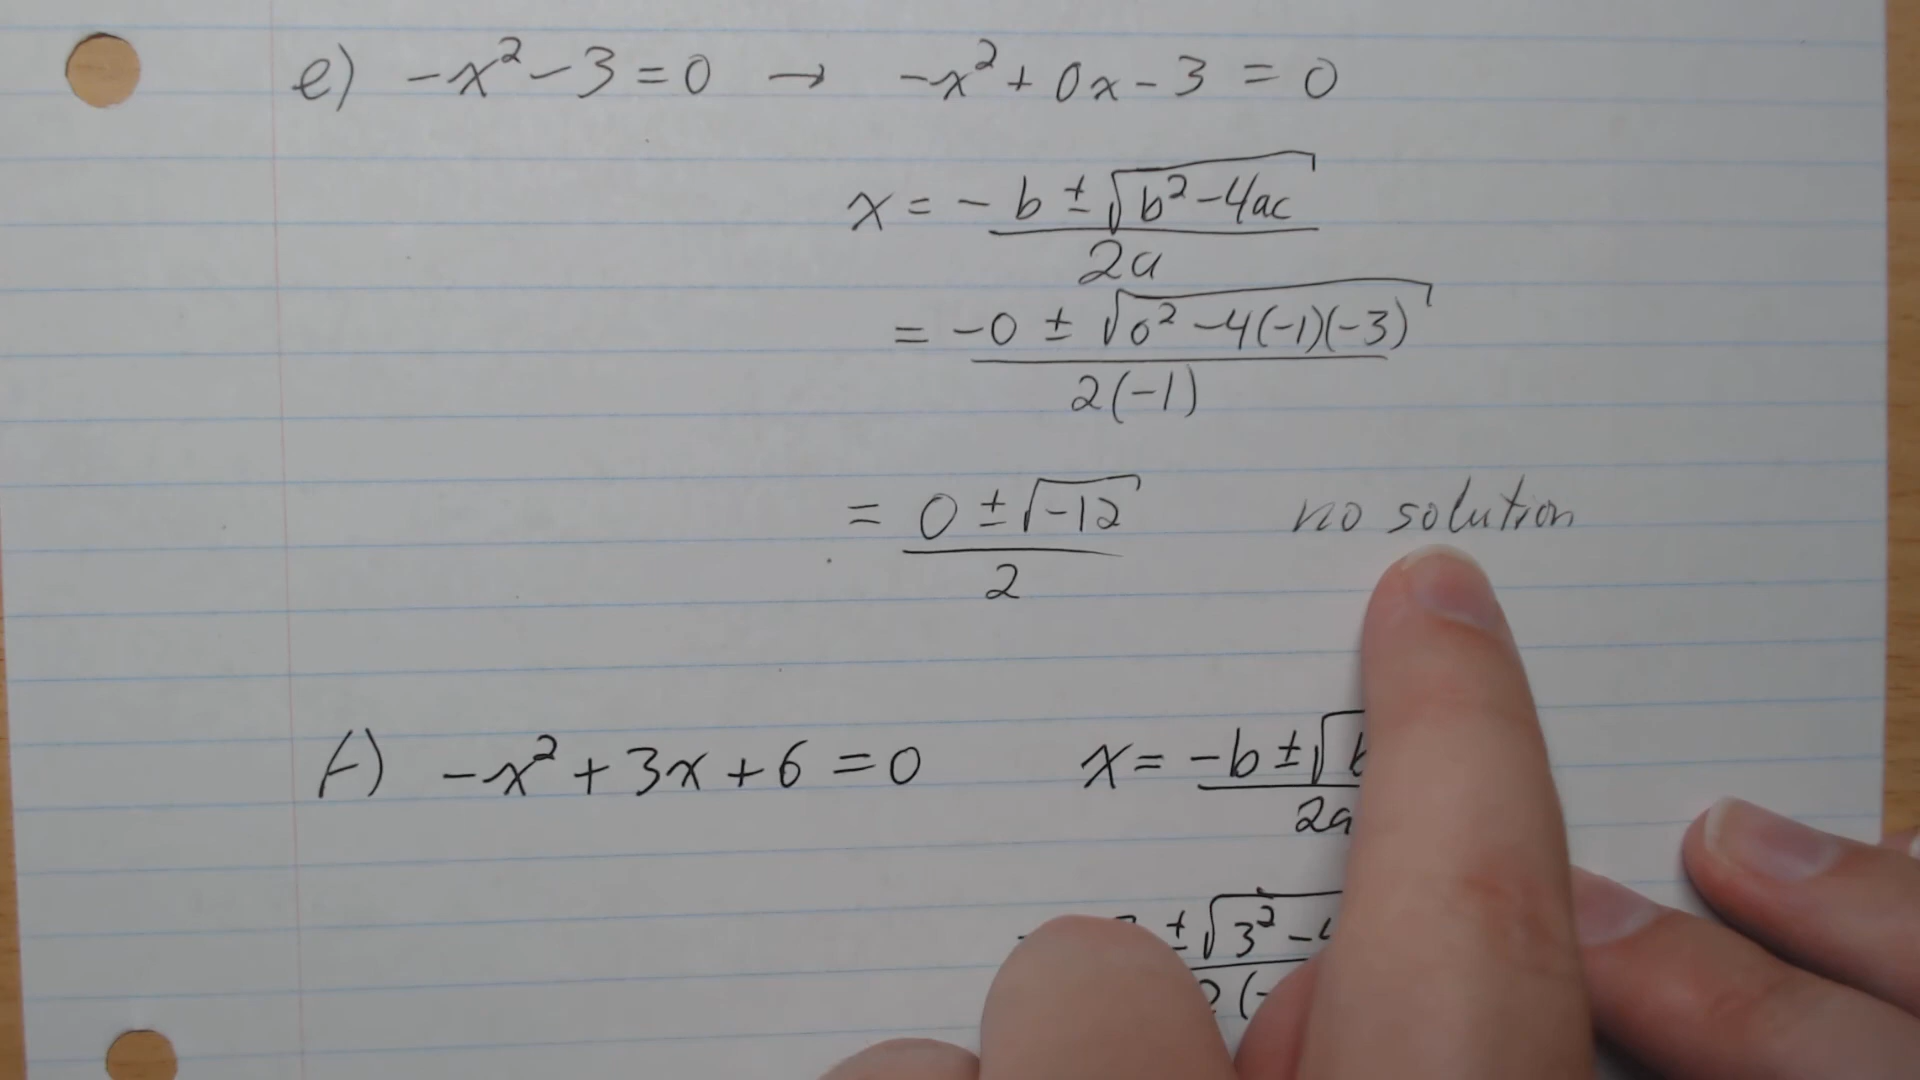 e) -x² - 3 = 0 → -x² + 0x - 3 = 0
x = -b ± √b² - 4ac
2a
= -0 ± √0² - 4(-1)(-3)
2(-1)
= 0 ± √-12 no solution
2
f) -x² + 3x + 6 = 0 x = -b ±√
2a
± √3² -
2(-